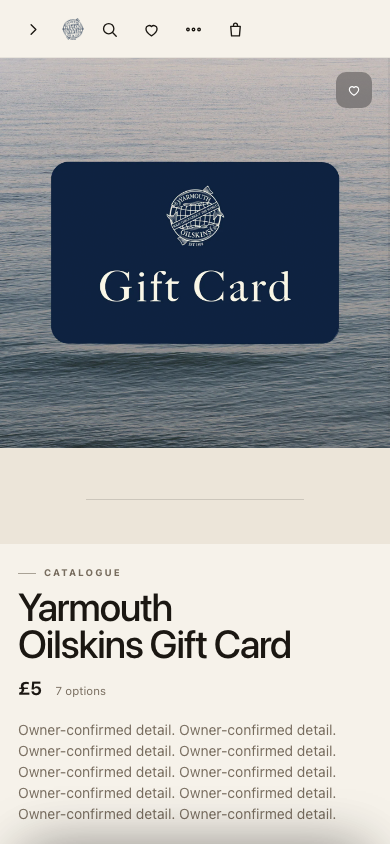 YARMOUTH
OILSKINS
Gift Card
CATALOGUE
Yarmouth
Oilskins Gift Card
£5 7 options
Owner-confirmed detail. Owner-confirmed detail.
Owner-confirmed detail. Owner-confirmed detail.
Owner-confirmed detail. Owner-confirmed detail.
Owner-confirmed detail. Owner-confirmed detail.
Owner-confirmed detail. Owner-confirmed detail.